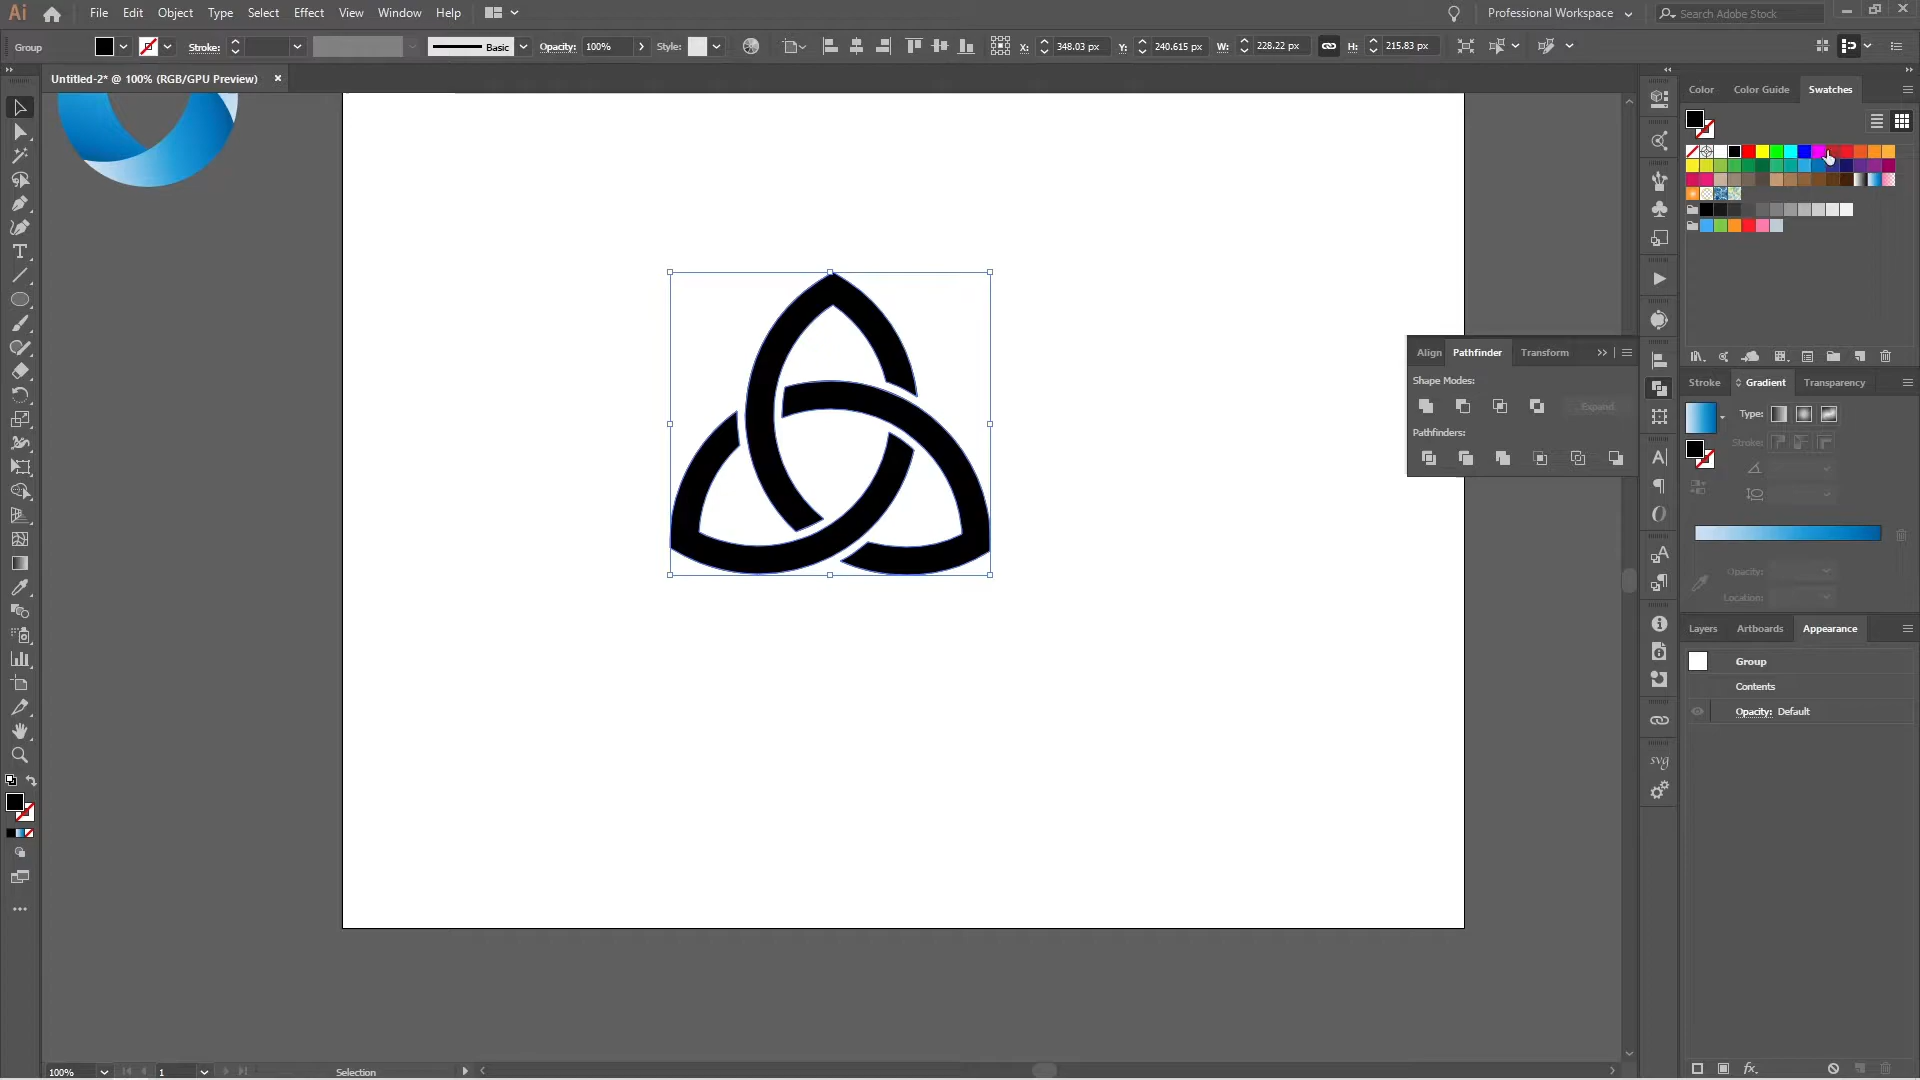 Ai File Edit Object Type Select Effect View Window Help Professional Workspace Search Adobe Stock
Group Stroke: Basic Opacity: 100% Style: X: 348.03 px Y: 240.615 px W: 228.22 px H: 215.83 px
Untitled-2* @ 100% (RGB/GPU Preview)
Color Color Guide Swatches
Align Pathfinder Transform
Shape Modes:
Expand
Pathfinders:
Stroke Gradient Transparency
Type:
Stroke:
Opacity:
Location:
Layers Artboards Appearance
Group
Contents
Opacity: Default
svg
fx
100% 1 Selection